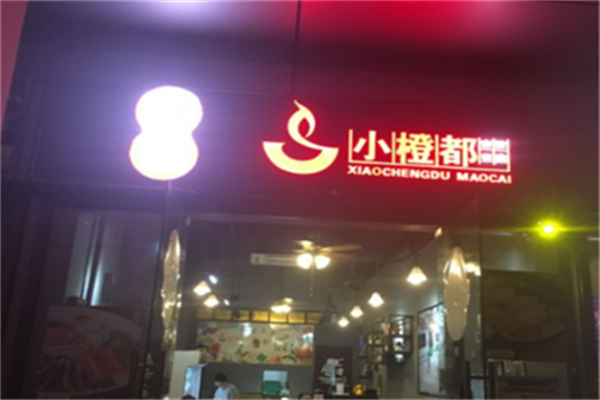 小橙都
XIAOCHENGDU MAOCAI